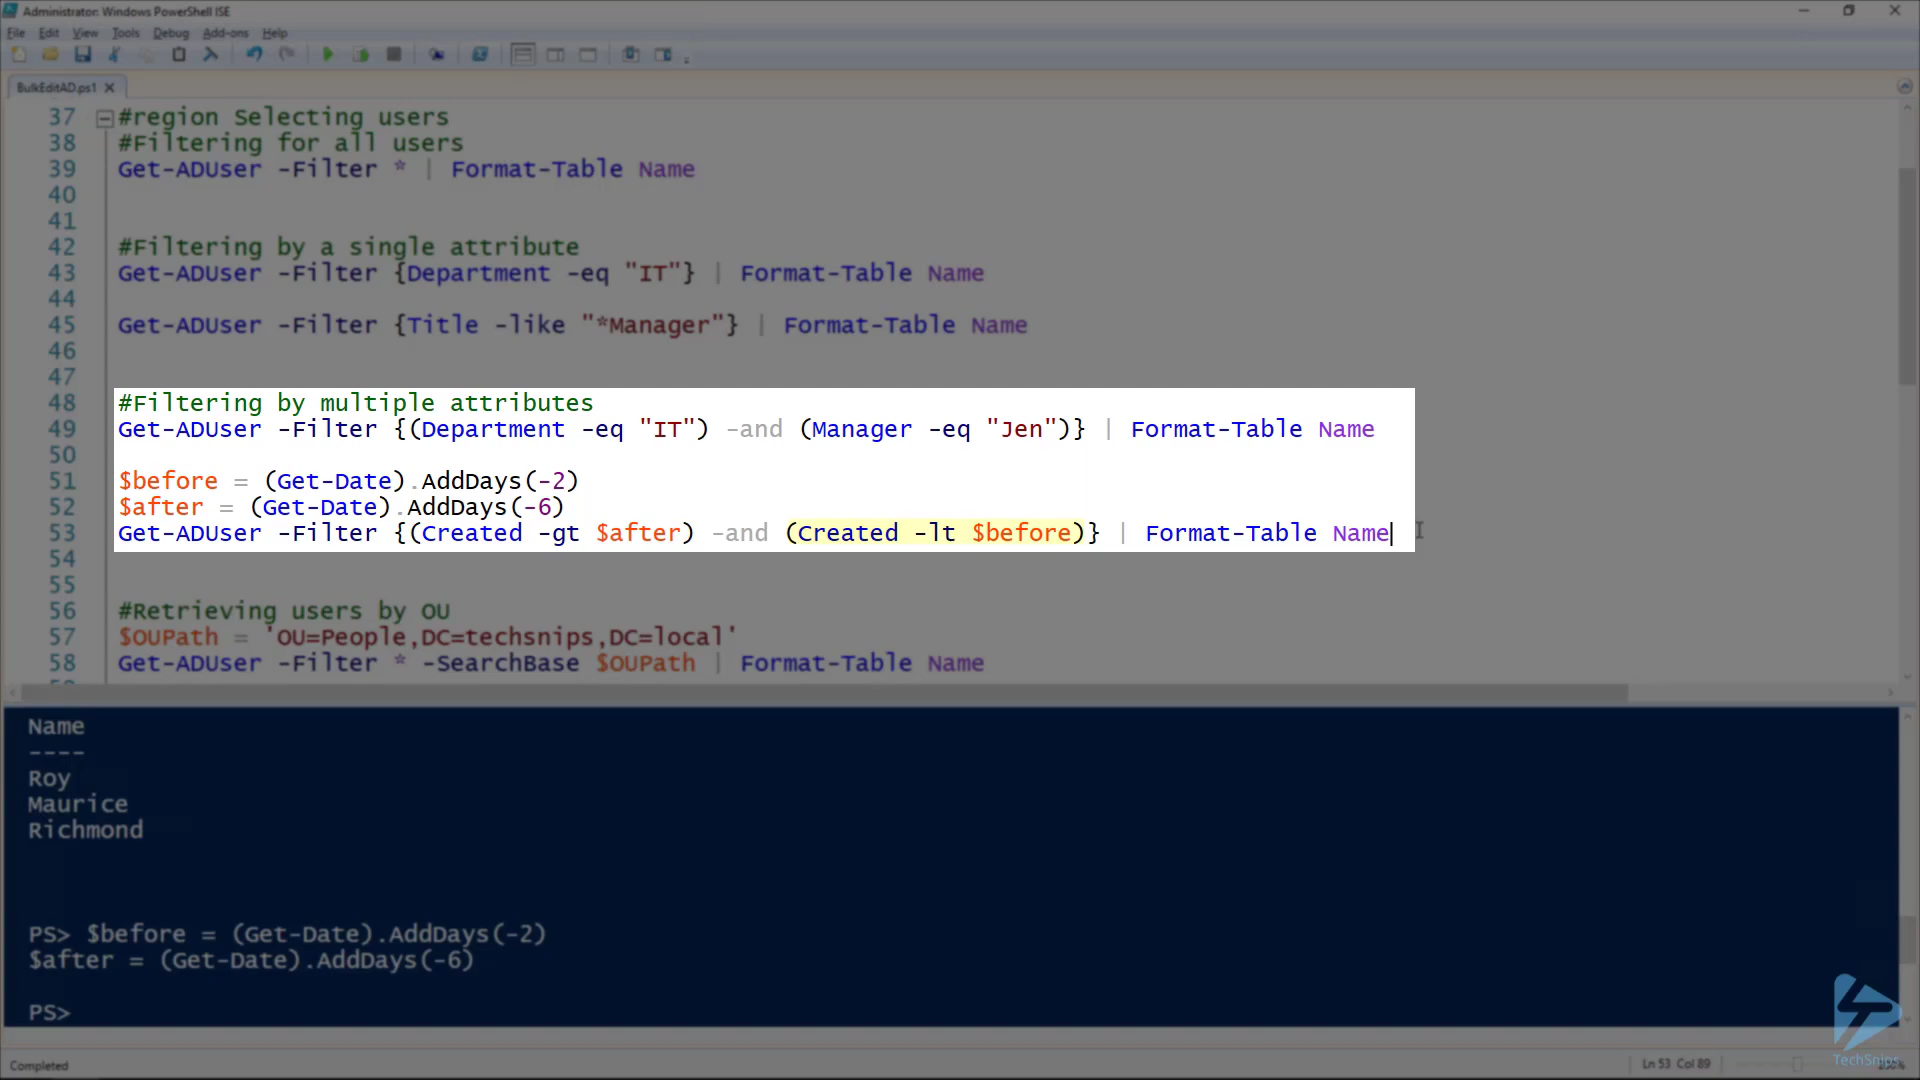 Administrator: Windows PowerShell ISE
File Edit View Tools Debug Add-ons Help
BulkEditAD.ps1
37 #region Selecting users
38 #Filtering for all users
39 Get-ADUser -Filter * | Format-Table Name
40
41
42 #Filtering by a single attribute
43 Get-ADUser -Filter {Department -eq "IT"} | Format-Table Name
44
45 Get-ADUser -Filter {Title -like "*Manager"} | Format-Table Name
46
47
48 #Filtering by multiple attributes
49 Get-ADUser -Filter {(Department -eq "IT") -and (Manager -eq "Jen")} | Format-Table Name
50
51 $before = (Get-Date).AddDays(-2)
52 $after = (Get-Date).AddDays(-6)
53 Get-ADUser -Filter {(Created -gt $after) -and (Created -lt $before)} | Format-Table Name
54
55
56 #Retrieving users by OU
57 $OUPath = 'OU=People,DC=techsnips,DC=local'
58 Get-ADUser -Filter * -SearchBase $OUPath | Format-Table Name
Name
----
Roy
Maurice
Richmond
PS> $before = (Get-Date).AddDays(-2)
$after = (Get-Date).AddDays(-6)
PS>
TechSnips
Completed
Ln 53 Col 89